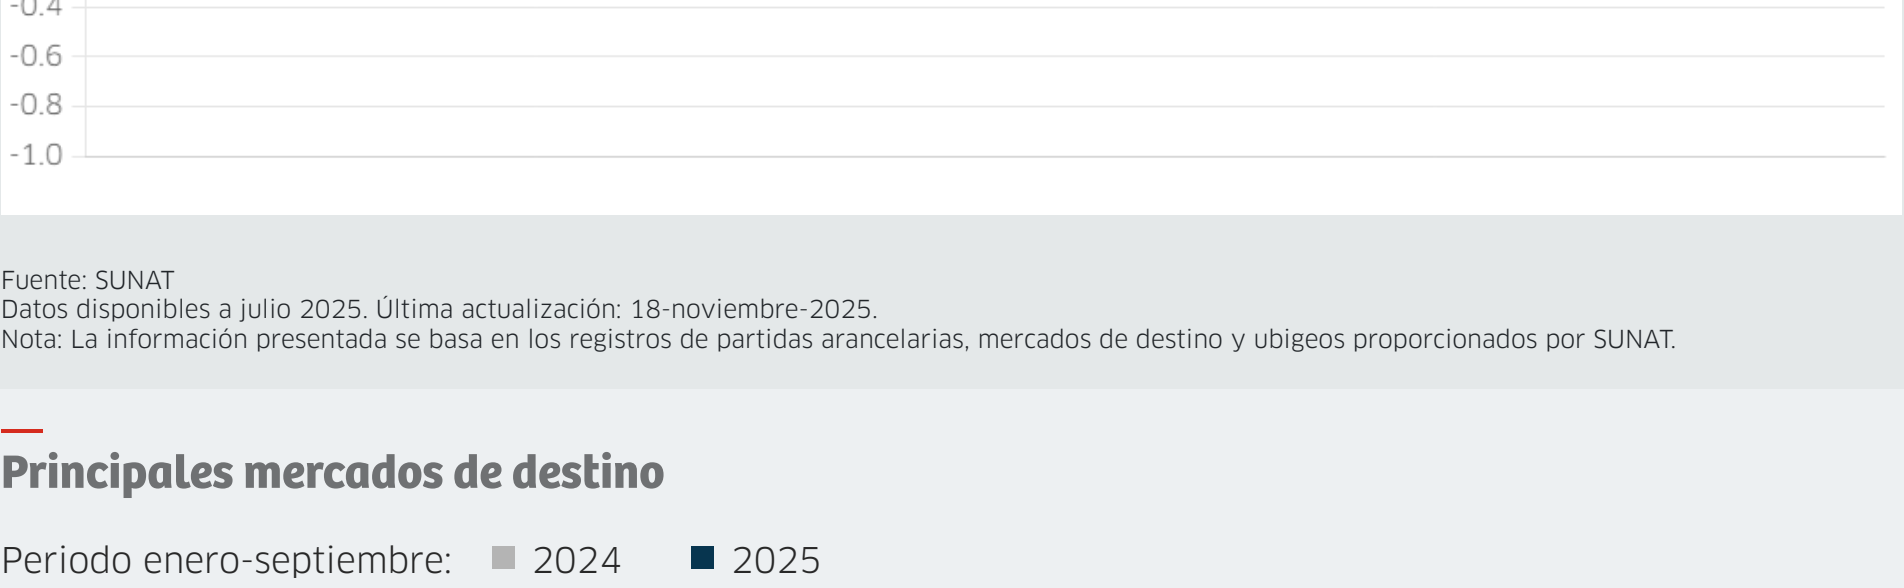 -0.4
-0.6
-0.8
-1.0
Fuente: SUNAT
Datos disponibles a julio 2025. Última actualización: 18-noviembre-2025.
Nota: La información presentada se basa en los registros de partidas arancelarias, mercados de destino y ubigeos proporcionados por SUNAT.
Principales mercados de destino
Periodo enero-septiembre: 2024 2025